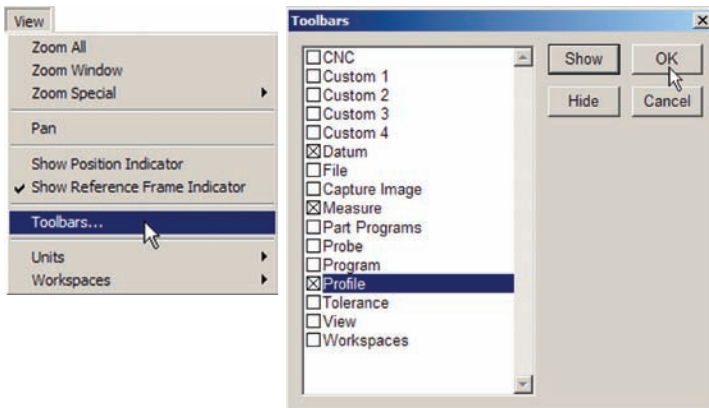 View
Zoom All
Zoom Window
Zoom Special
Pan
Show Position Indicator
Show Reference Frame Indicator
Toolbars...
Units
Workspaces
Toolbars
CNC
Custom 1
Custom 2
Custom 3
Custom 4
Datum
File
Capture Image
Measure
Part Programs
Probe
Program
Profile
Tolerance
View
Workspaces
Show
OK
Hide
Cancel